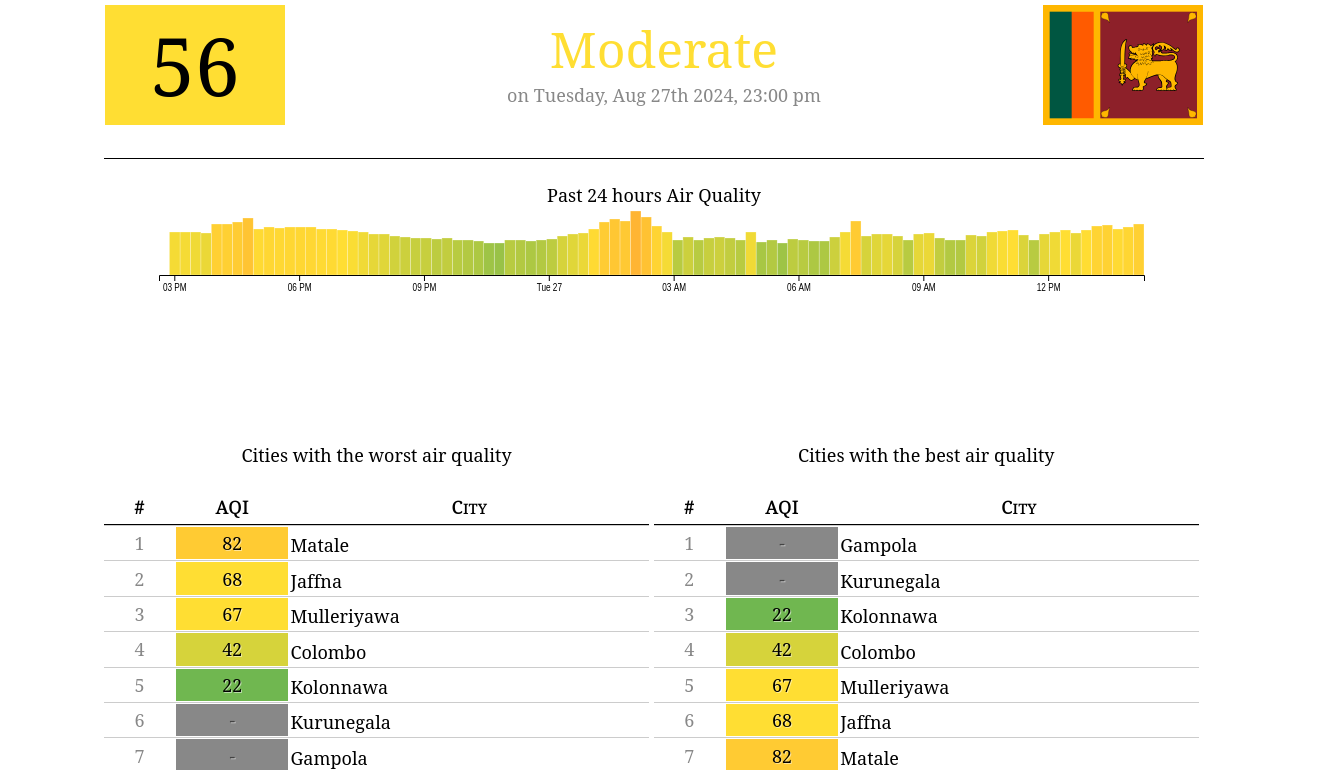 56
Moderate
on Tuesday, Aug 27th 2024, 23:00 pm
Past 24 hours Air Quality
03 PM 06 PM 09 PM Tue 27 03 AM 06 AM 09 AM 12 PM
Cities with the worst air quality
# AQI City
1 82 Matale
2 68 Jaffna
3 67 Mulleriyawa
4 42 Colombo
5 22 Kolonnawa
6 - Kurunegala
7 - Gampola
Cities with the best air quality
# AQI City
1 - Gampola
2 - Kurunegala
3 22 Kolonnawa
4 42 Colombo
5 67 Mulleriyawa
6 68 Jaffna
7 82 Matale